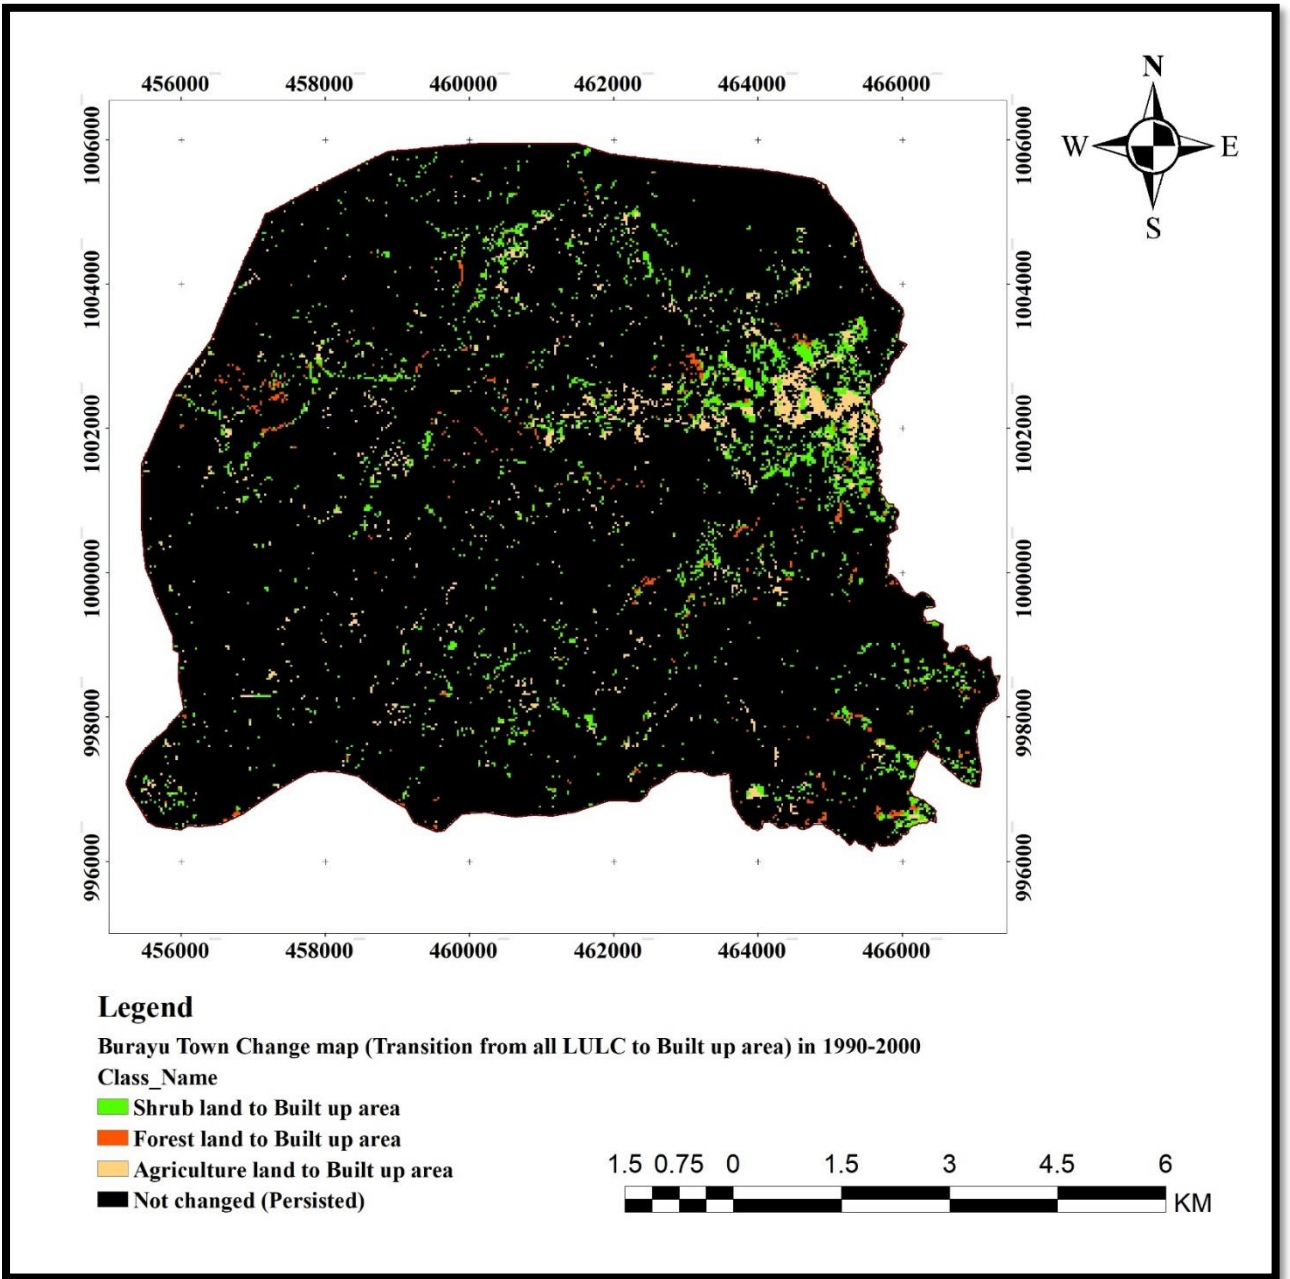 N
W E
S
456000 458000 460000 462000 464000 466000
1006000 1006000
1004000 1004000
1002000 1002000
1000000 1000000
998000 998000
996000 996000
456000 458000 460000 462000 464000 466000
Legend
Burayu Town Change map (Transition from all LULC to Built up area) in 1990-2000
Class_Name
Shrub land to Built up area
Forest land to Built up area
Agriculture land to Built up area
Not changed (Persisted)
1.5 0.75 0 1.5 3 4.5 6
KM